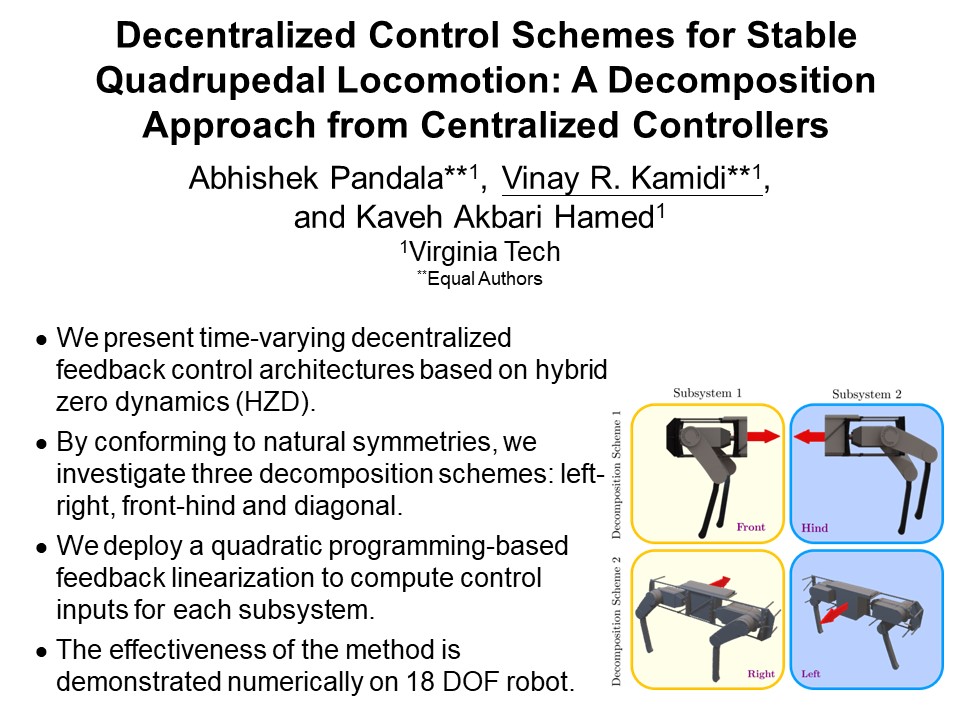 Decentralized Control Schemes for Stable
Quadrupedal Locomotion: A Decomposition
Approach from Centralized Controllers
Abhishek Pandala**1, Vinay R. Kamidi**1,
and Kaveh Akbari Hamed1
1Virginia Tech
**Equal Authors
● We present time-varying decentralized
feedback control architectures based on hybrid
zero dynamics (HZD).
● By conforming to natural symmetries, we
investigate three decomposition schemes: left-
right, front-hind and diagonal.
● We deploy a quadratic programming-based
feedback linearization to compute control
inputs for each subsystem.
● The effectiveness of the method is
demonstrated numerically on 18 DOF robot.
Subsystem 1
Subsystem 2
Decomposition Scheme 1
Front
Hind
Decomposition Scheme 2
Right
Left